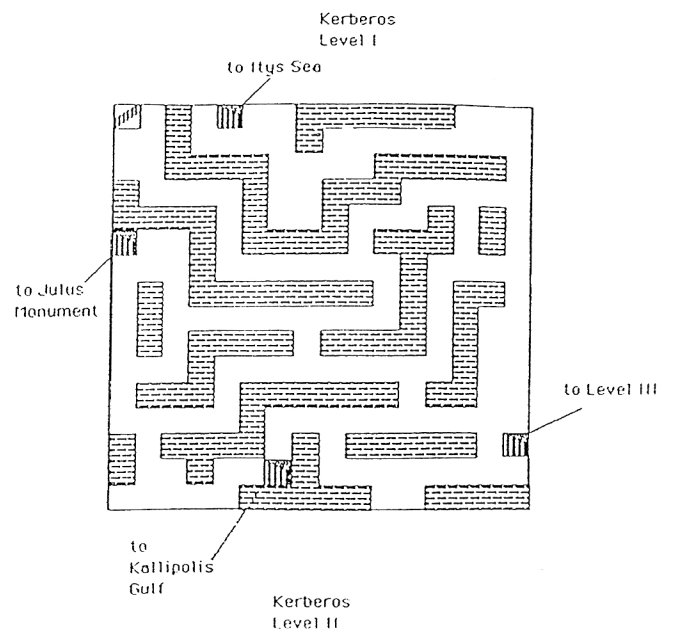 Kerberos
Level I
to Itys Sea
to Julus
Monument
to Level III
to
Kallipolis
Gulf
Kerberos
Level II